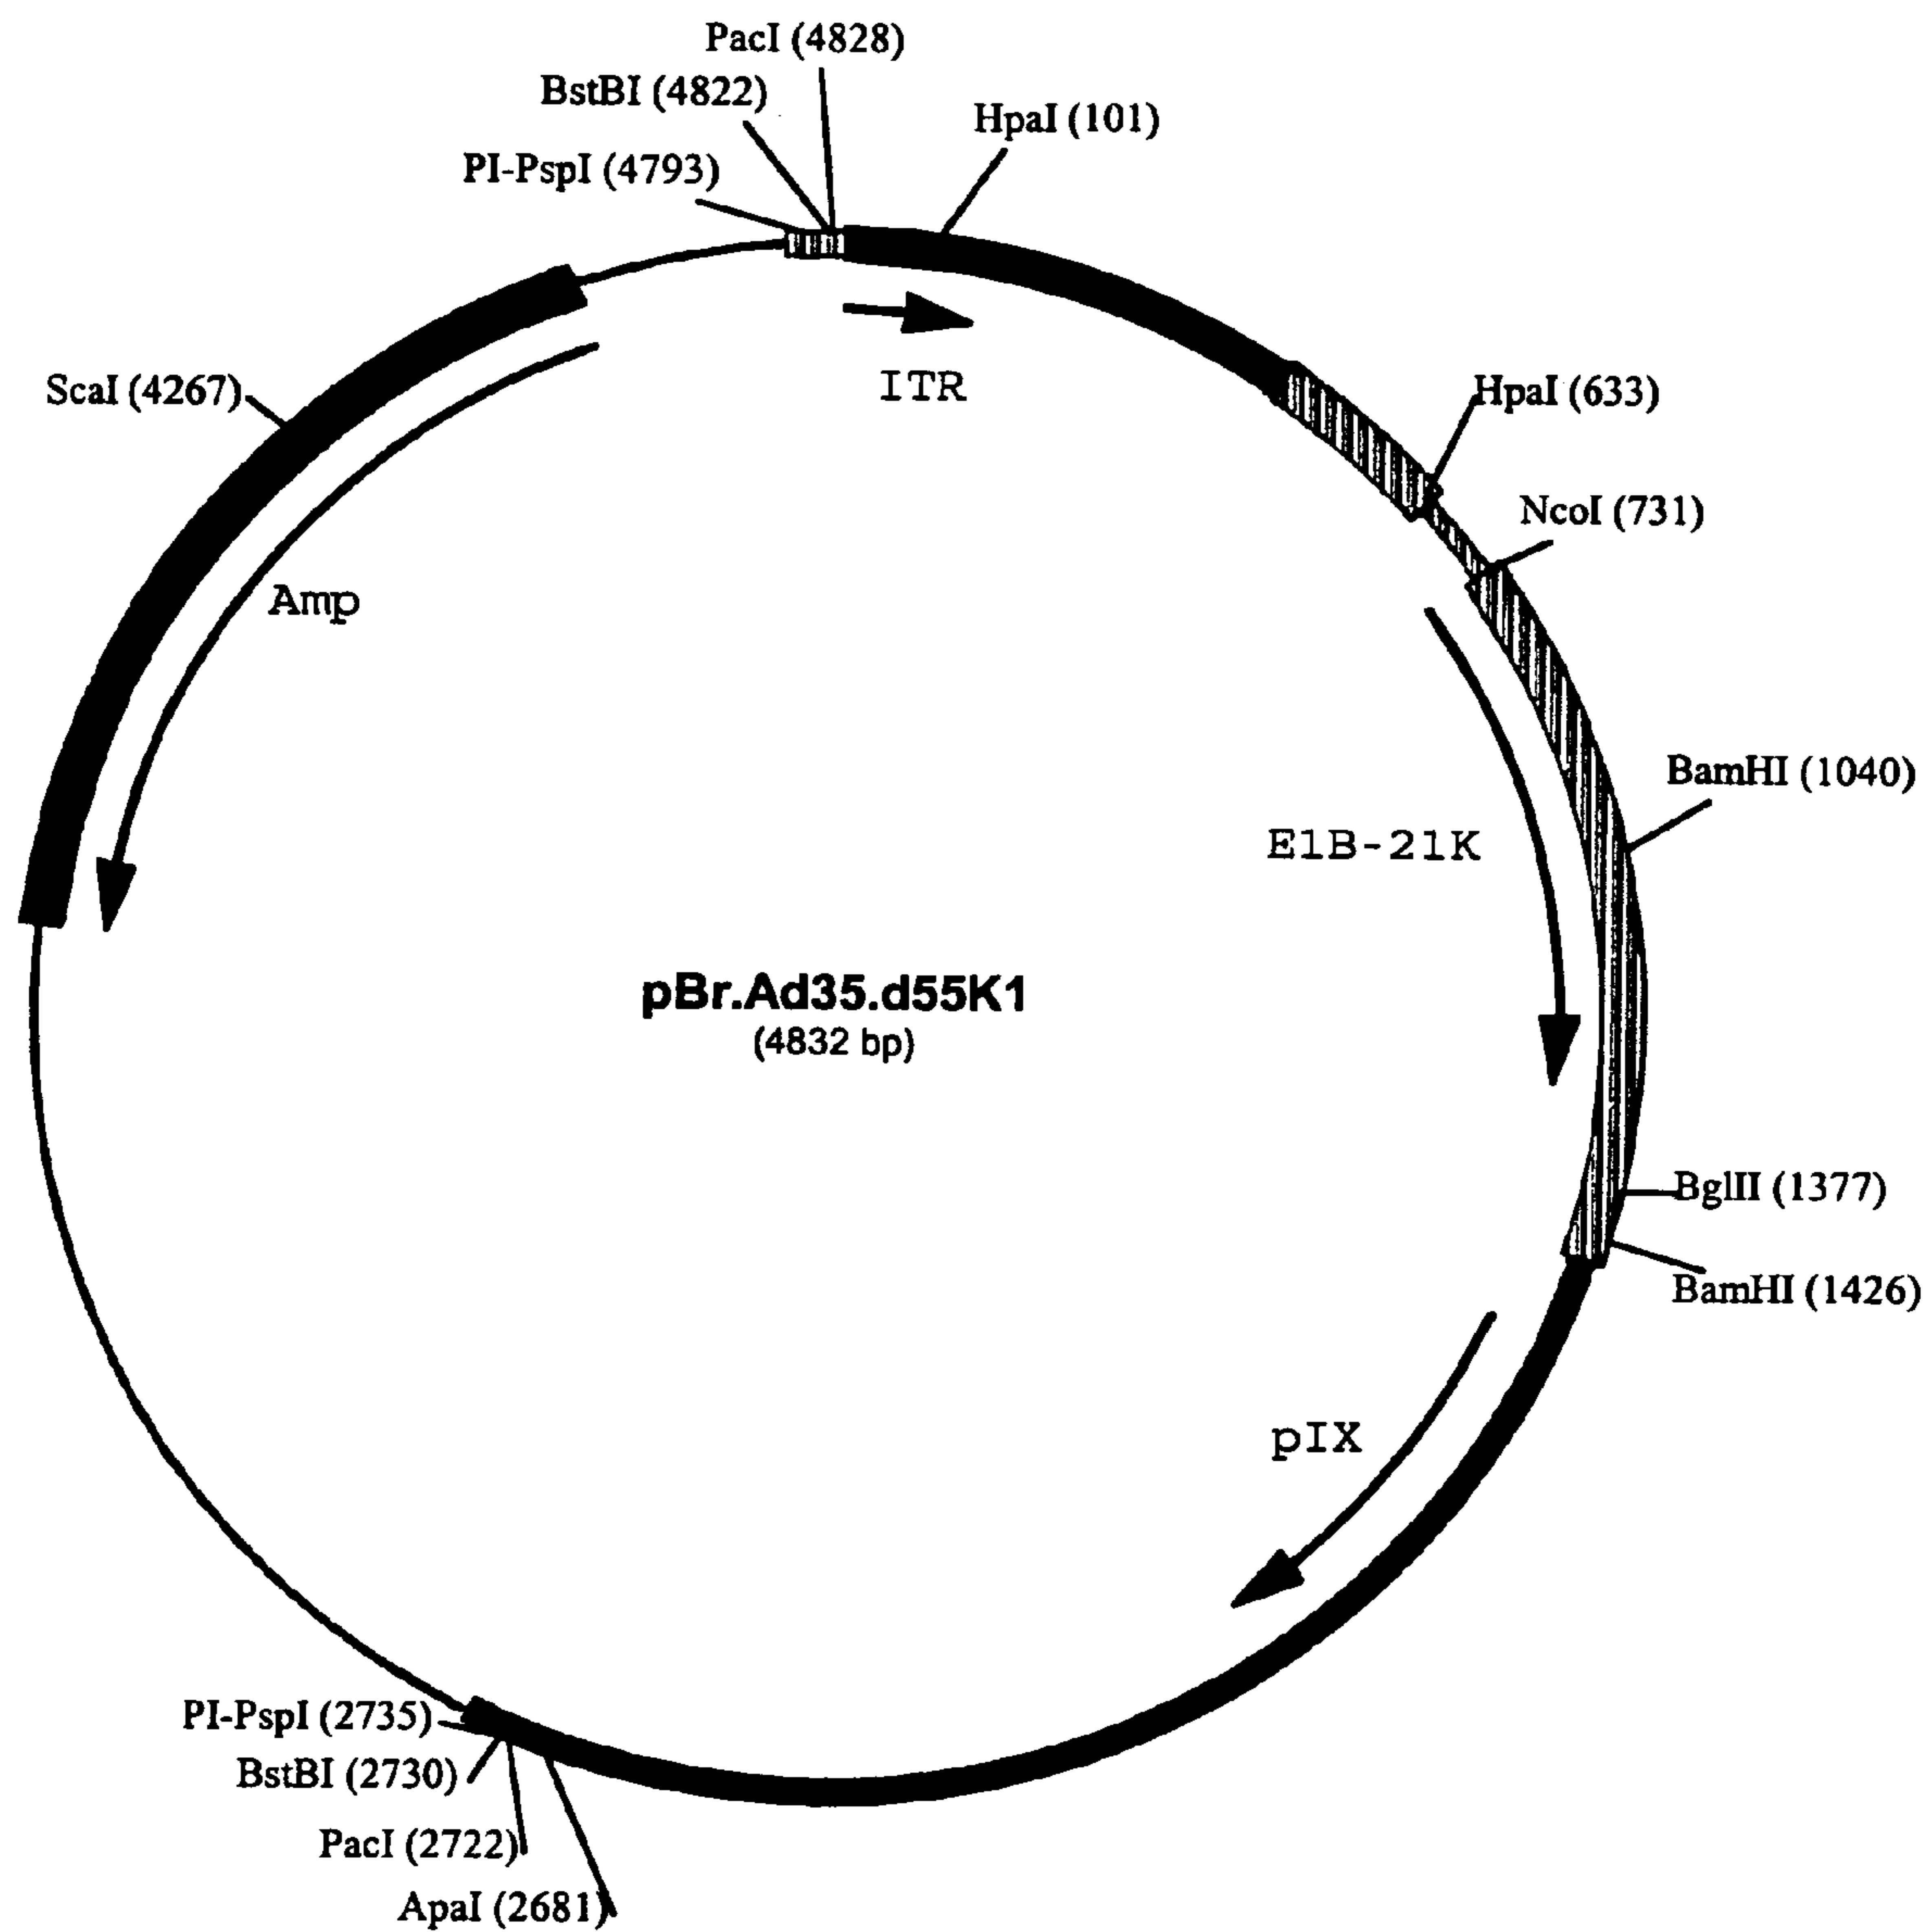 PacI (4828)
BstBI (4822)
HpaI (101)
PI-PspI (4793)
ITR
ScaI (4267)
HpaI (633)
NcoI (731)
Amp
BamHI (1040)
E1B-21K
pBr.Ad35.d55K1
(4832 bp)
BglII (1377)
BamHI (1426)
pIX
PI-PspI (2735)
BstBI (2730)
PacI (2722)
ApaI (2681)